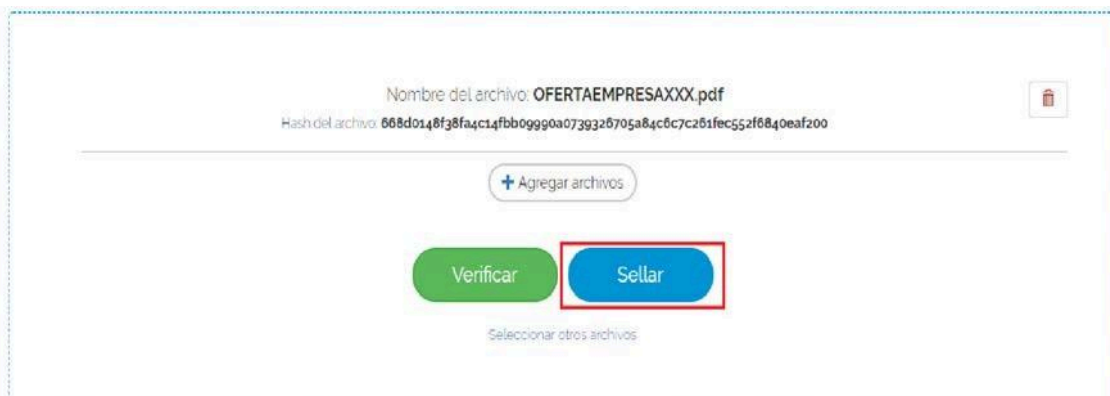 Nombre del archivo: OFERTAEMPRESAXXX.pdf
Hash del archivo: 668d0148f38fa4c14fbb09990a0739326705a84c6c7c261fec552f6840eaf200
+ Agregar archivos
Verificar
Sellar
Seleccionar otros archivos